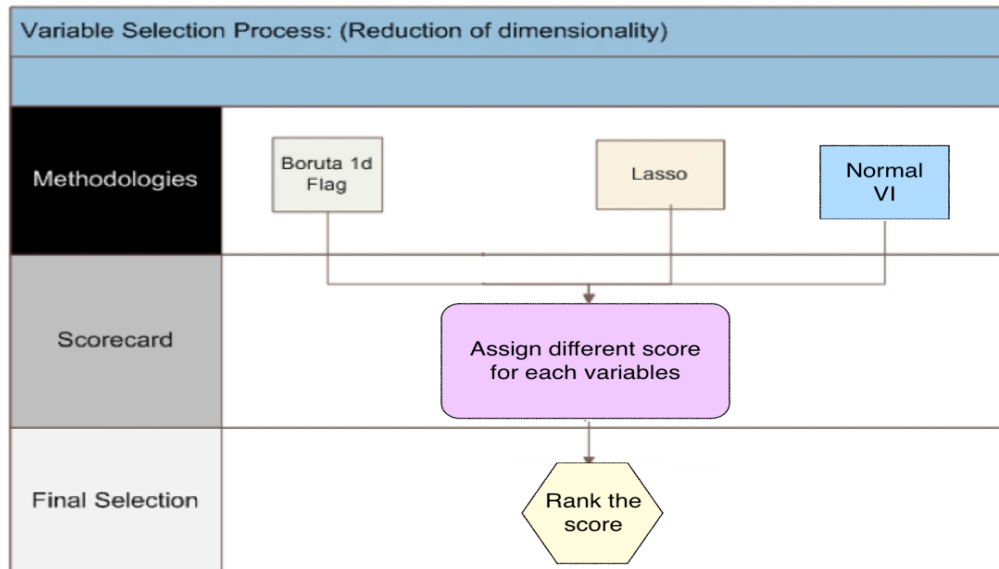 Variable Selection Process: (Reduction of dimensionality)
Methodologies
Boruta 1d
Flag
Lasso
Normal
VI
Scorecard
Assign different score
for each variables
Final Selection
Rank the
score